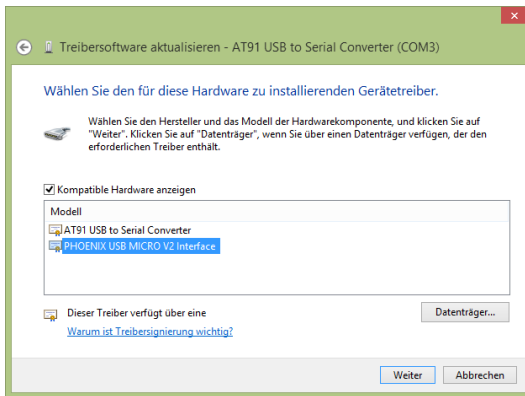 Treibersoftware aktualisieren - AT91 USB to Serial Converter (COM3)
Wählen Sie den für diese Hardware zu installierenden Gerätetreiber.
Wählen Sie den Hersteller und das Modell der Hardwarekomponente, und klicken Sie auf
"Weiter". Klicken Sie auf "Datenträger", wenn Sie über einen Datenträger verfügen, der den
erforderlichen Treiber enthält.
Kompatible Hardware anzeigen
Modell
AT91 USB to Serial Converter
PHOENIX USB MICRO V2 Interface
Dieser Treiber verfügt über eine
Datenträger...
Warum ist Treibersignierung wichtig?
Weiter
Abbrechen